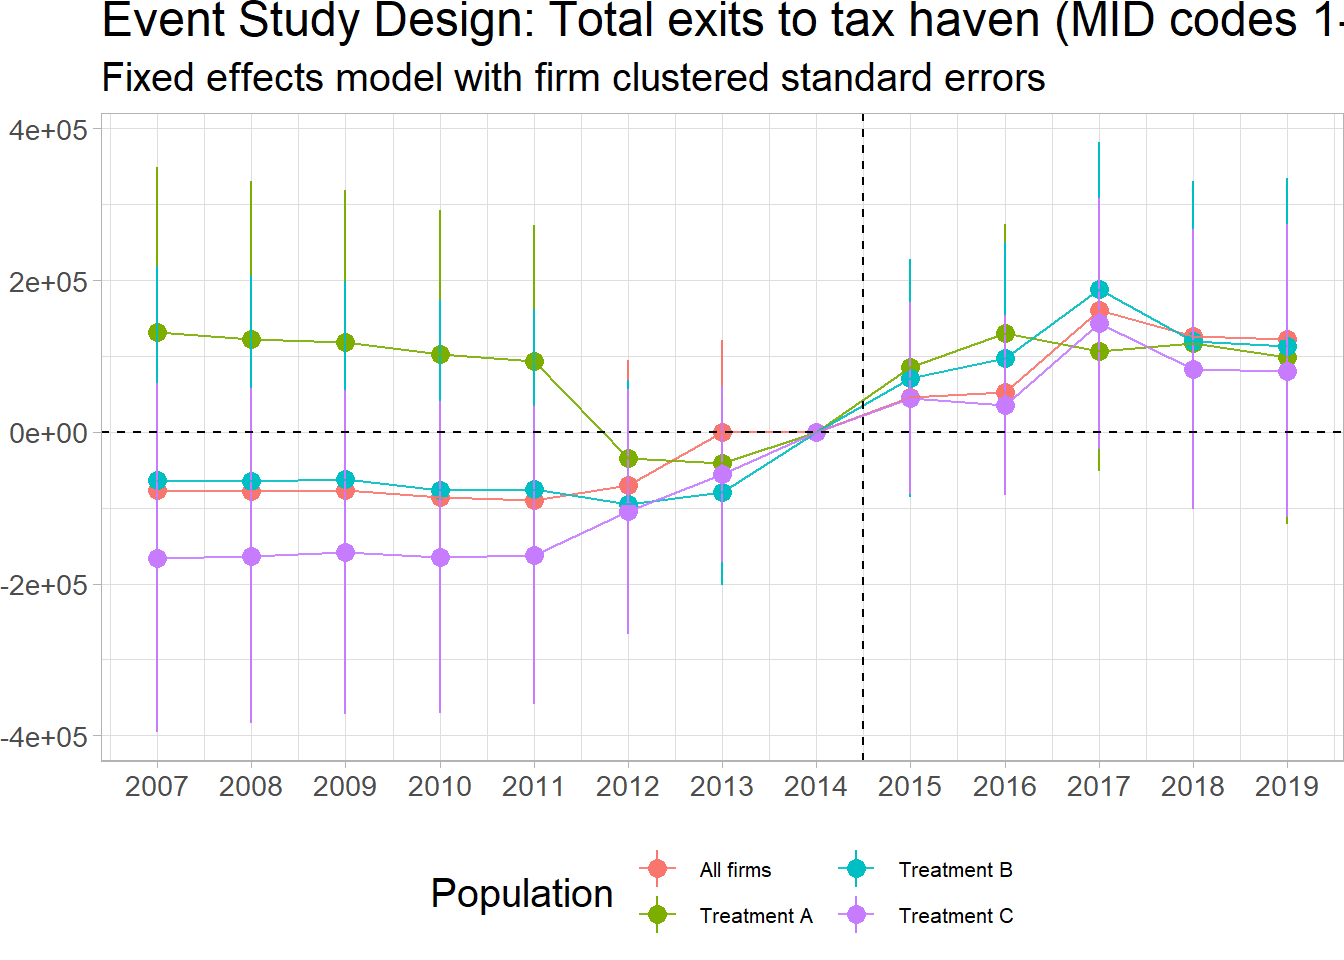 Event Study Design: Total exits to tax haven (MID codes 1-
Fixed effects model with firm clustered standard errors
4e+05
2e+05
0e+00
-2e+05
-4e+05
2007 2008 2009 2010 2011 2012 2013 2014 2015 2016 2017 2018 2019
Population
All firms
Treatment A
Treatment B
Treatment C